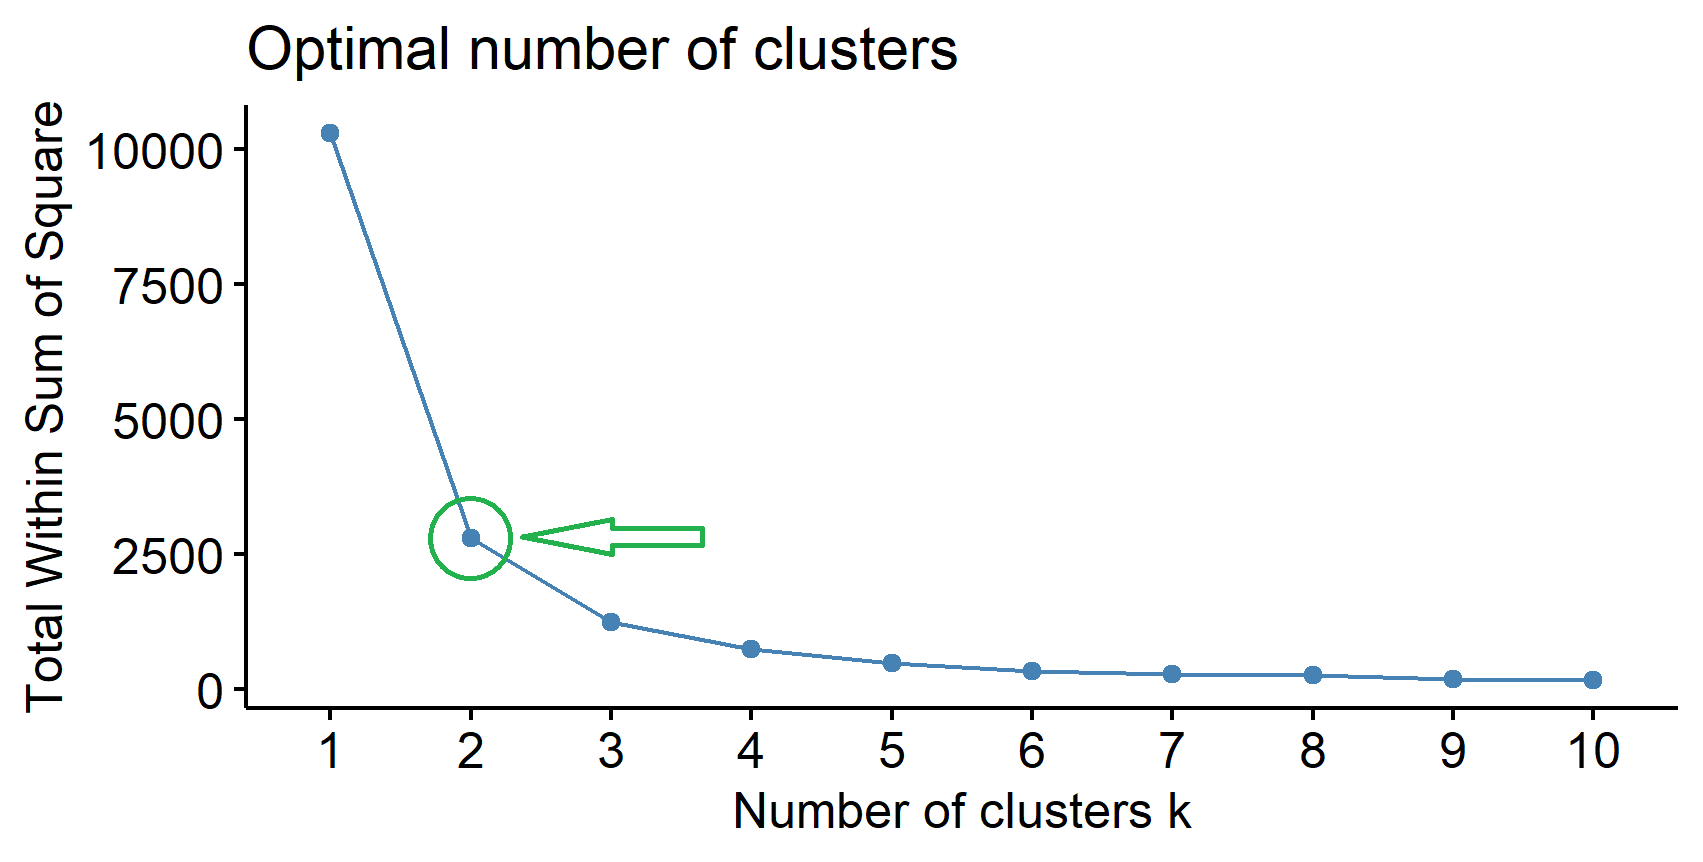 Optimal number of clusters
Total Within Sum of Square
10000
7500
5000
2500
0
1 2 3 4 5 6 7 8 9 10
Number of clusters k